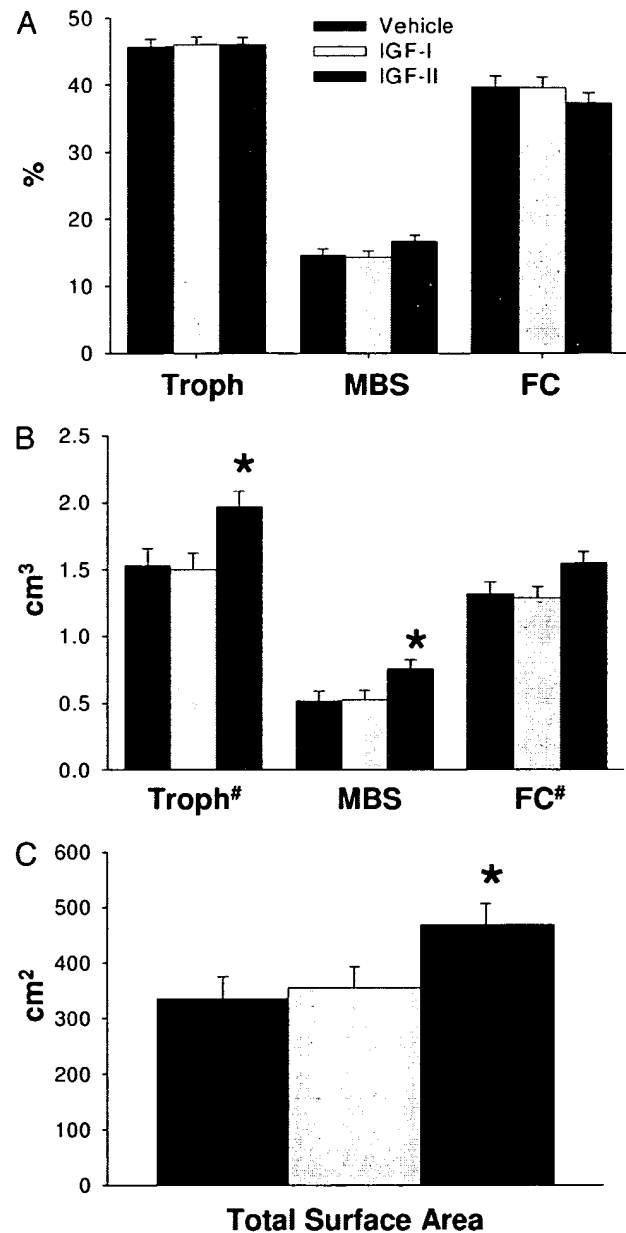 A
50
40
30
20
10
0
%
Vehicle
IGF-I
IGF-II
Troph MBS FC
B
2.5
2.0
1.5
1.0
0.5
0.0
cm³
*
*
Troph# MBS FC#
C
600
500
400
300
200
100
0
cm²
*
Total Surface Area